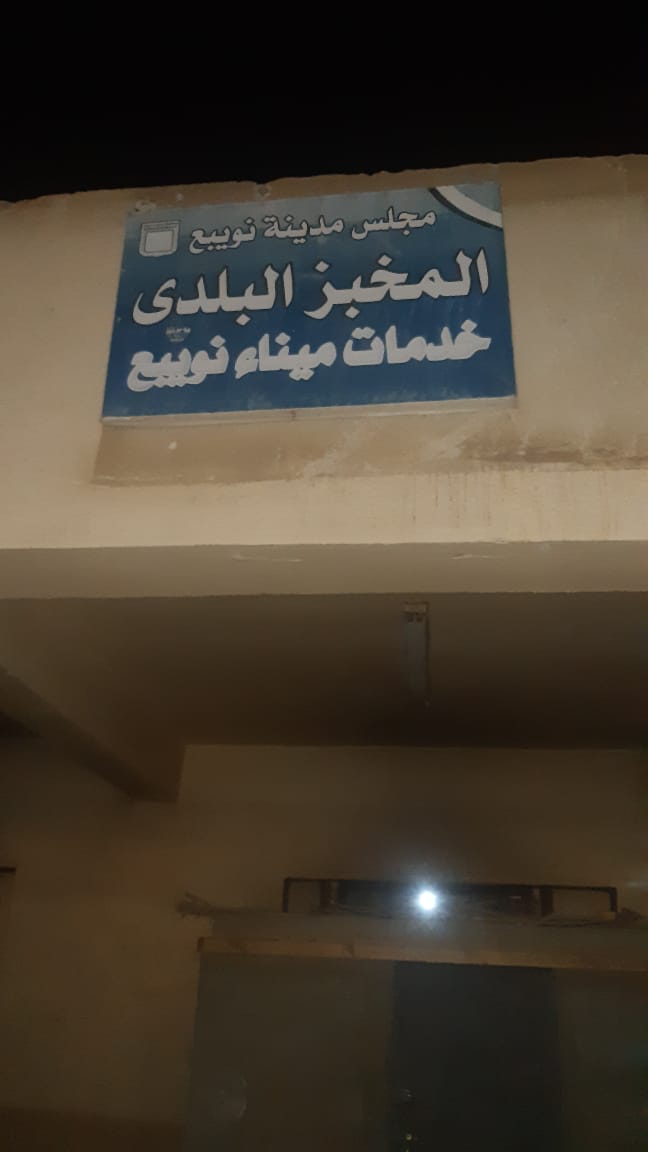 مجلس مدينة نويبع
المخبز البلدى
خدمات ميناء نويبع